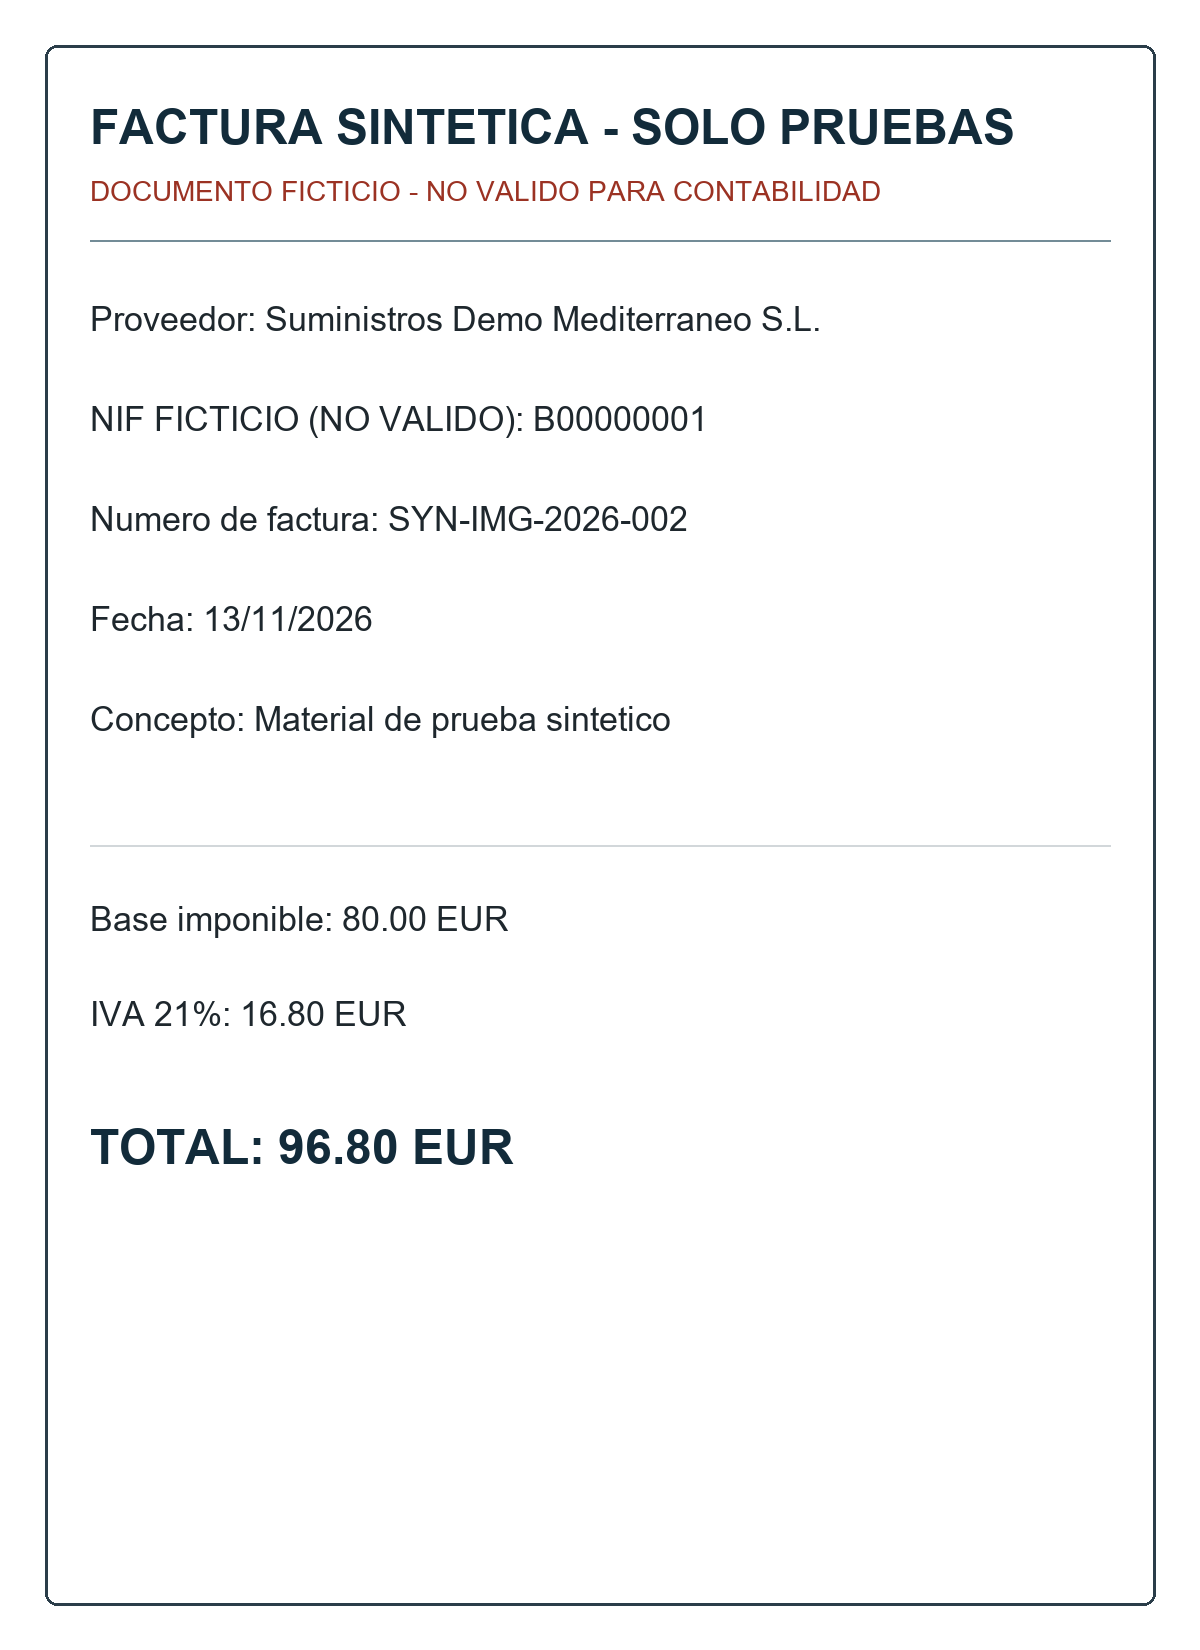 FACTURA SINTETICA - SOLO PRUEBAS
DOCUMENTO FICTICIO - NO VALIDO PARA CONTABILIDAD
Proveedor: Suministros Demo Mediterraneo S.L.
NIF FICTICIO (NO VALIDO): B00000001
Numero de factura: SYN-IMG-2026-002
Fecha: 13/11/2026
Concepto: Material de prueba sintetico
Base imponible: 80.00 EUR
IVA 21%: 16.80 EUR
TOTAL: 96.80 EUR